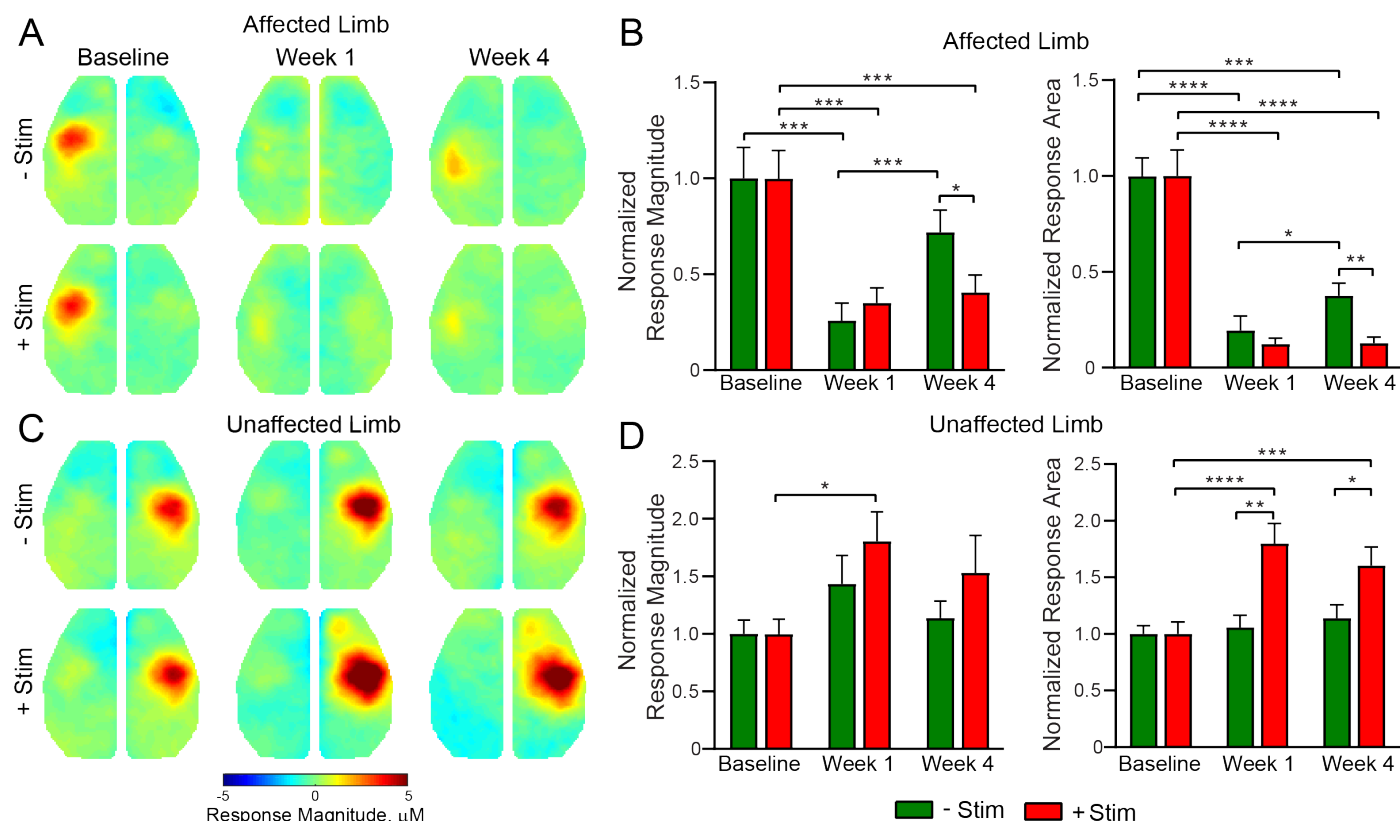 A
Affected Limb
Baseline
Week 1
Week 4
- Stim
+ Stim
B
Affected Limb
Normalized
Response Magnitude
1.5
1.0
0.5
0
***
***
***
***
*
Baseline
Week 1
Week 4
Normalized Response Area
1.5
1.0
0.5
0
***
****
****
****
*
**
Baseline
Week 1
Week 4
C
Unaffected Limb
- Stim
+ Stim
-5
0
5
Response Magnitude, μM
D
Unaffected Limb
Normalized
Response Magnitude
2.5
2.0
1.5
1.0
0.5
0
*
Baseline
Week 1
Week 4
Normalized Response Area
2.5
2.0
1.5
1.0
0.5
0
***
****
*
**
Baseline
Week 1
Week 4
- Stim
+ Stim